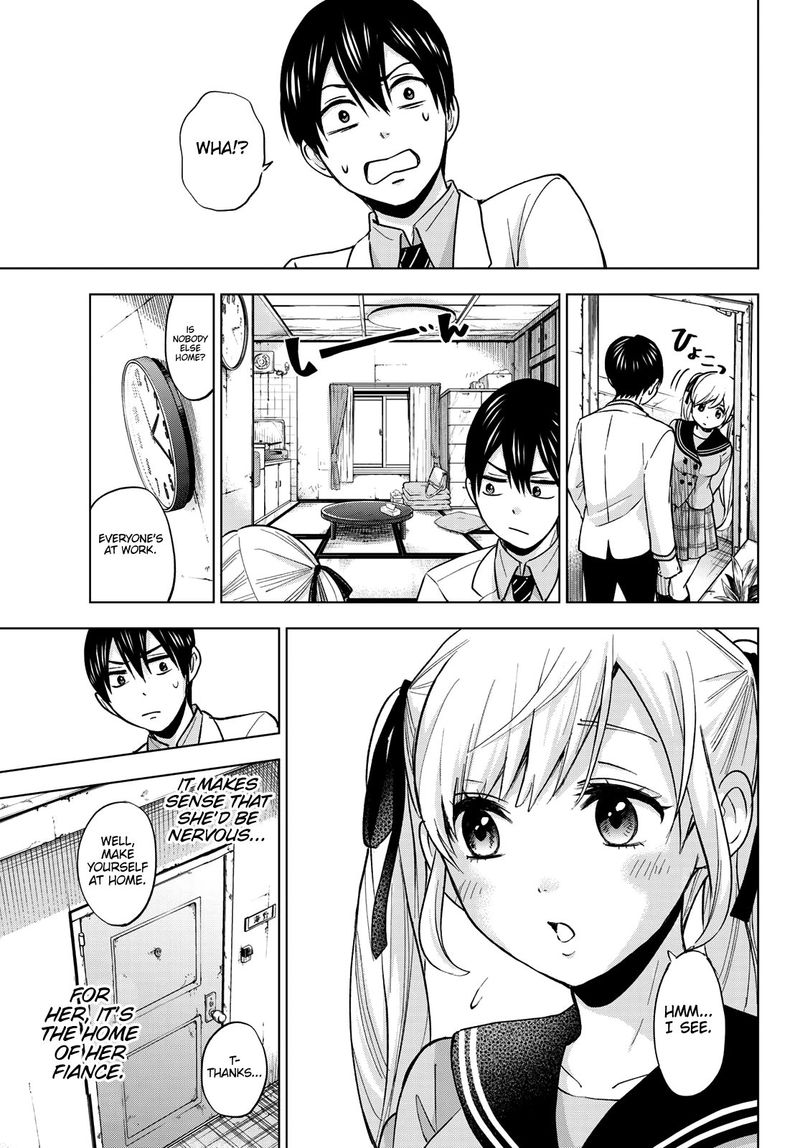 WHA!?
ひょこっ
しーーん
IS
NOBODY
ELSE
HOME?
EVERYONE'S
AT WORK.
HMM...
I SEE.
IT MAKES
SENSE THAT
SHE'D BE
NERVOUS...
WELL,
MAKE
YOURSELF
AT HOME.
海野
FOR
HER, IT'S
THE HOME
OF HER
FIANCE.
T-
THANKS...